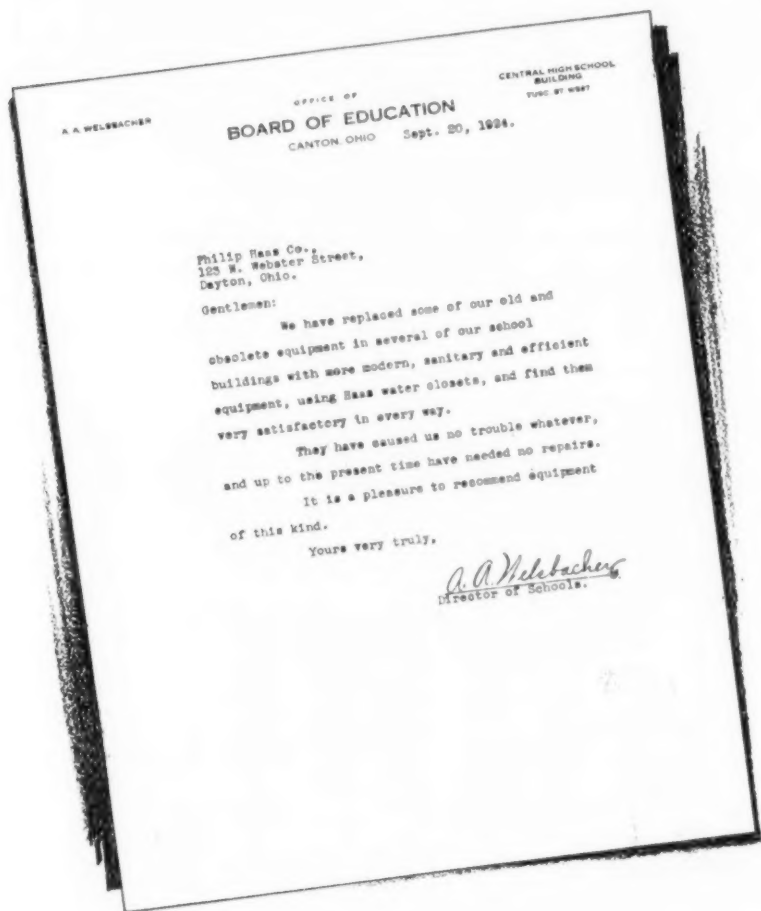 OFFICE OF
A. A. WELSBACHER
BOARD OF EDUCATION
CENTRAL HIGH SCHOOL
BUILDING
TUSC. ST WEST
CANTON, OHIO
Sept. 20, 1924.
Philip Haas Co.,
123 W. Webster Street,
Dayton, Ohio.
Gentlemen:
We have replaced some of our old and
obsolete equipment in several of our school
buildings with more modern, sanitary and efficient
equipment, using Haas water closets, and find them
very satisfactory in every way.
They have caused us no trouble whatever,
and up to the present time have needed no repairs.
It is a pleasure to recommend equipment
of this kind.
Yours very truly,
A. A. Welsbacher
Director of Schools.